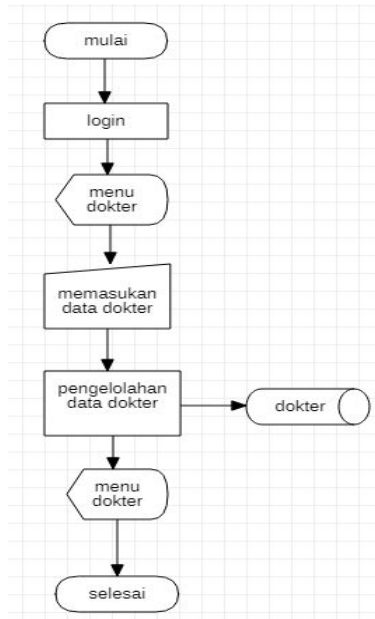 mulai
login
menu
dokter
memasukan
data dokter
pengelolahan
data dokter
dokter
menu
dokter
selesai